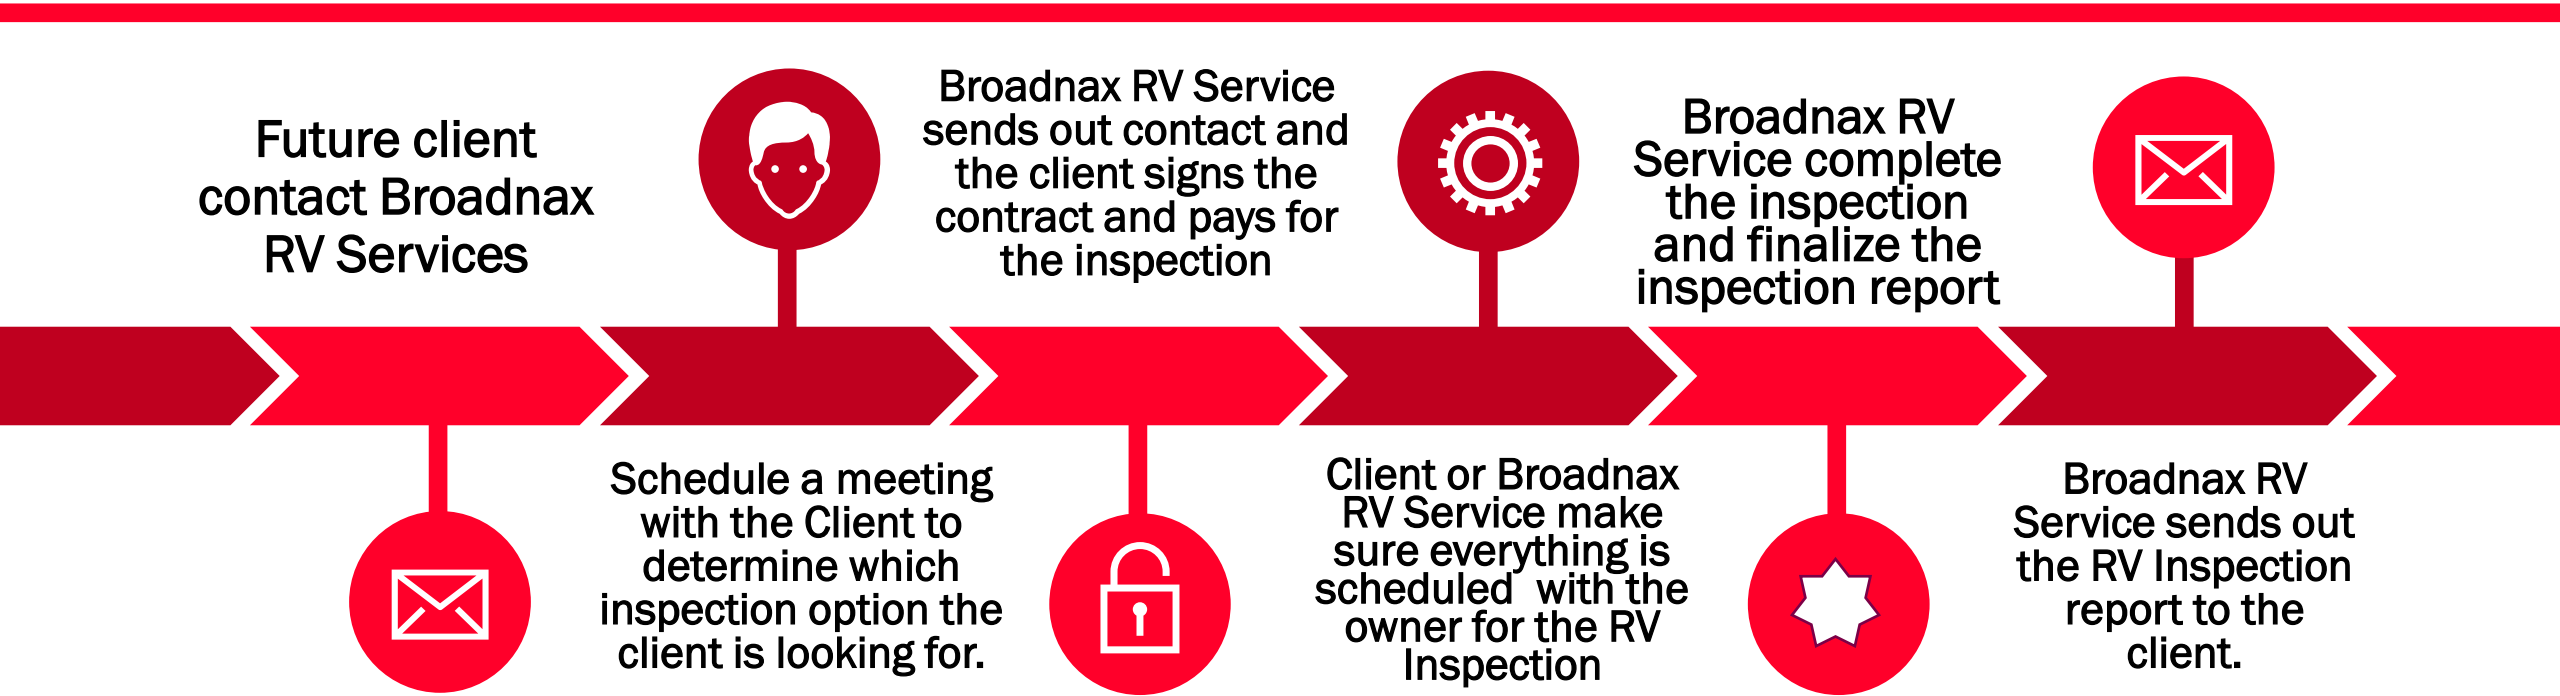 Future client
contact Broadnax
RV Services
Schedule a meeting
with the Client to
determine which
inspection option the
client is looking for.
Broadnax RV Service
sends out contact and
the client signs the
contract and pays for
the inspection
Client or Broadnax
RV Service make
sure everything is
scheduled  with the
owner for the RV
Inspection
Broadnax RV
Service complete
the inspection
and finalize the
inspection report
Broadnax RV
Service sends out
the RV Inspection
report to the
client.